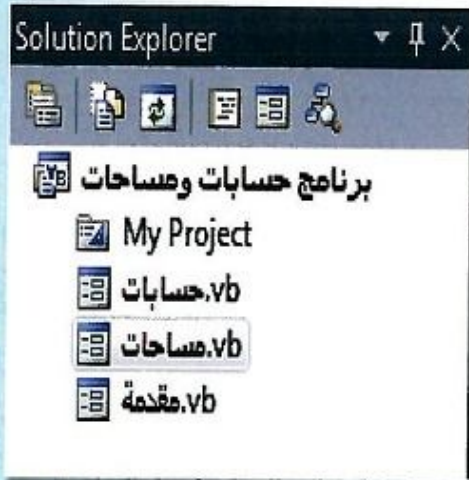 Solution Explorer
برنامج حسابات ومساحات
My Project
حسابات.vb
مساحات.vb
مقدمة.vb